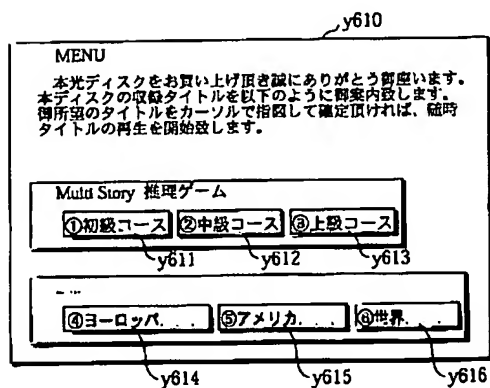 y610
MENU
本光ディスクをお買い上げ頂き誠にありがとう御座います。
本ディスクの収録タイトルを以下のように御案内致します。
御所望のタイトルをカーソルで指図して確定頂ければ、随時
タイトルの再生を開始致します。
Multi Story 推理ゲーム
①初級コース ②中級コース ③上級コース
y611 y612 y613
④ヨーロッパ... ⑤アメリカ... ⑥世界...
y614 y615 y616